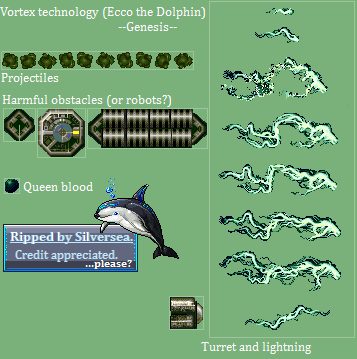 Vortex technology (Ecco the Dolphin)
--Genesis--
Projectiles
Harmful obstacles (or robots?)
Queen blood
Ripped by Silversea.
Credit appreciated.
...please?
Turret and lightning